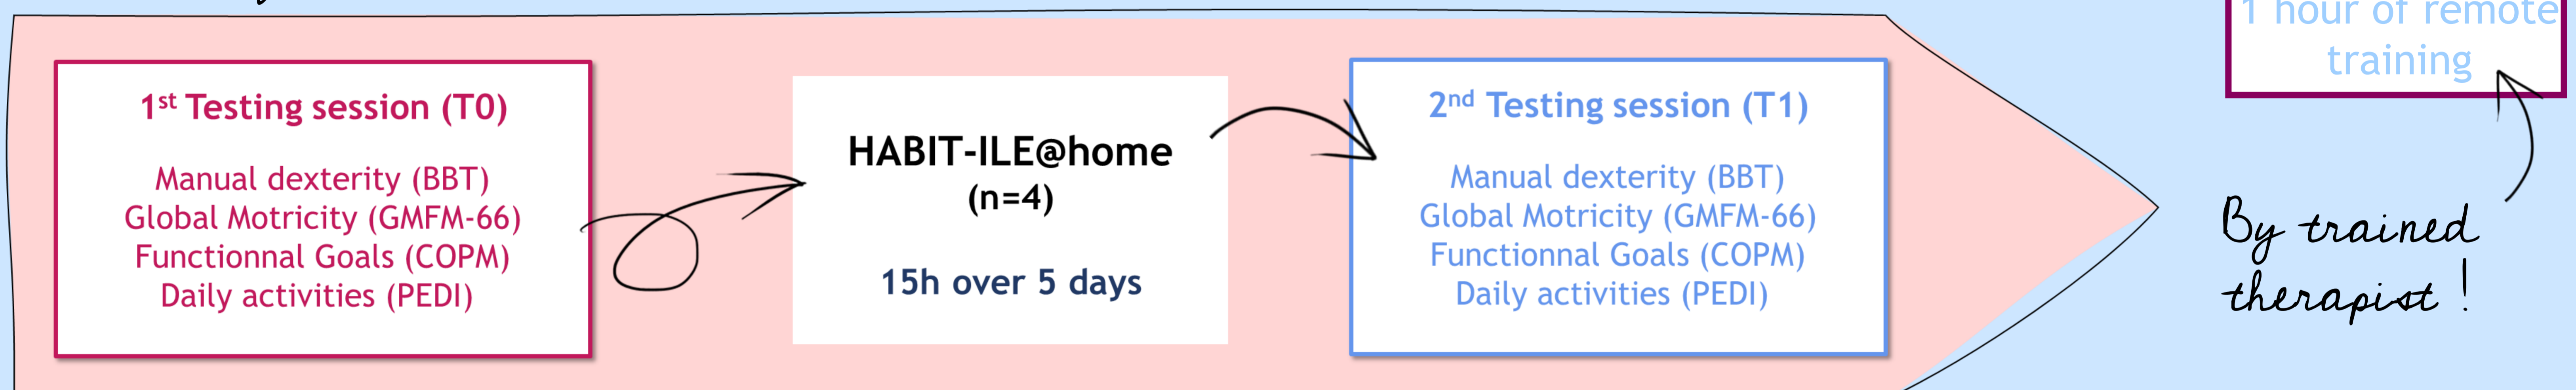 1st Testing session (T0)
Manual dexterity (BBT)
Global Motricity (GMFM-66)
Functionnal Goals (COPM)
Daily activities (PEDI)
HABIT-ILE@home
(n=4)
15h over 5 days
2nd Testing session (T1)
Manual dexterity (BBT)
Global Motricity (GMFM-66)
Functionnal Goals (COPM)
Daily activities (PEDI)
1 hour of remote
training
By trained
therapist !